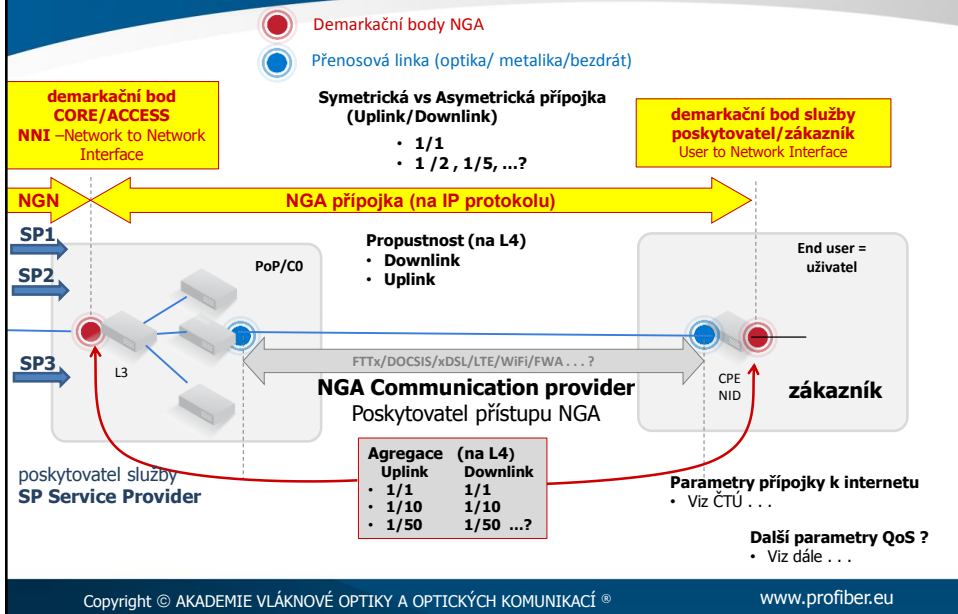 Demarkační body NGA
Přenosová linka (optika/ metalika/bezdrát)
demarkační bod
CORE/ACCESS
NNI –Network to Network
Interface
Symetrická vs Asymetrická přípojka
(Uplink/Downlink)
• 1/1
• 1 /2 , 1/5, ...?
demarkační bod služby
poskytovatel/zákazník
User to Network Interface
NGN
NGA přípojka (na IP protokolu)
SP1
SP2
SP3
PoP/C0
L3
Propustnost (na L4)
• Downlink
• Uplink
End user =
uživatel
FTTx/DOCSIS/xDSL/LTE/WiFi/FWA . . . ?
NGA Communication provider
Poskytovatel přístupu NGA
CPE
NID
zákazník
poskytovatel služby
SP Service Provider
Agregace (na L4)
Uplink Downlink
• 1/1 1/1
• 1/10 1/10
• 1/50 1/50 ...?
Parametry přípojky k internetu
• Viz ČTÚ . . .
Další parametry QoS ?
• Viz dále . . .
Copyright © AKADEMIE VLÁKNOVÉ OPTIKY A OPTICKÝCH KOMUNIKACÍ ®
www.profiber.eu